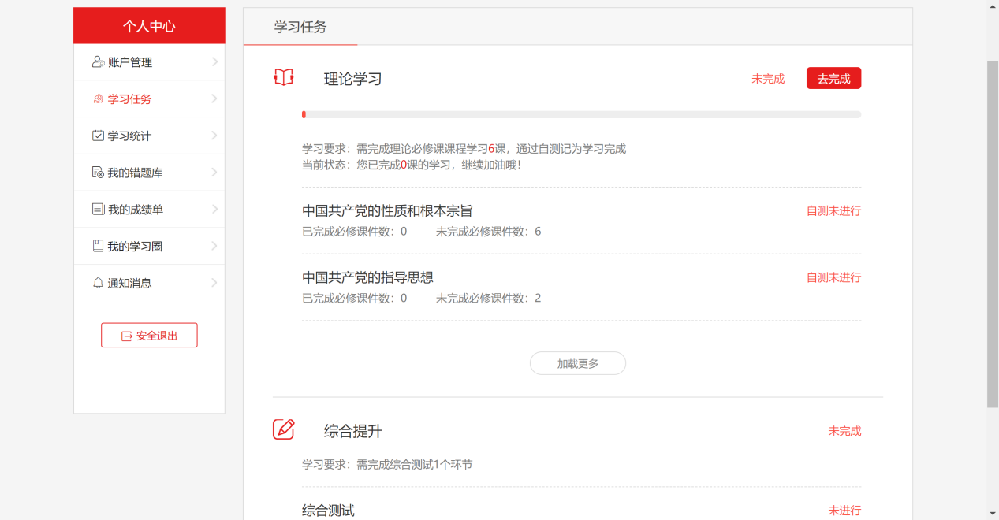 个人中心
账户管理
学习任务
学习统计
我的错题库
我的成绩单
我的学习圈
通知消息
安全退出
学习任务
理论学习
未完成
去完成
学习要求：需完成理论必修课课程学习6课，通过自测记为学习完成
当前状态：您已完成0课的学习，继续加油哦！
中国共产党的性质和根本宗旨
自测未进行
已完成必修课件数：0 未完成必修课件数：6
中国共产党的指导思想
自测未进行
已完成必修课件数：0 未完成必修课件数：2
加载更多
综合提升
未完成
学习要求：需完成综合测试1个环节
综合测试
未进行